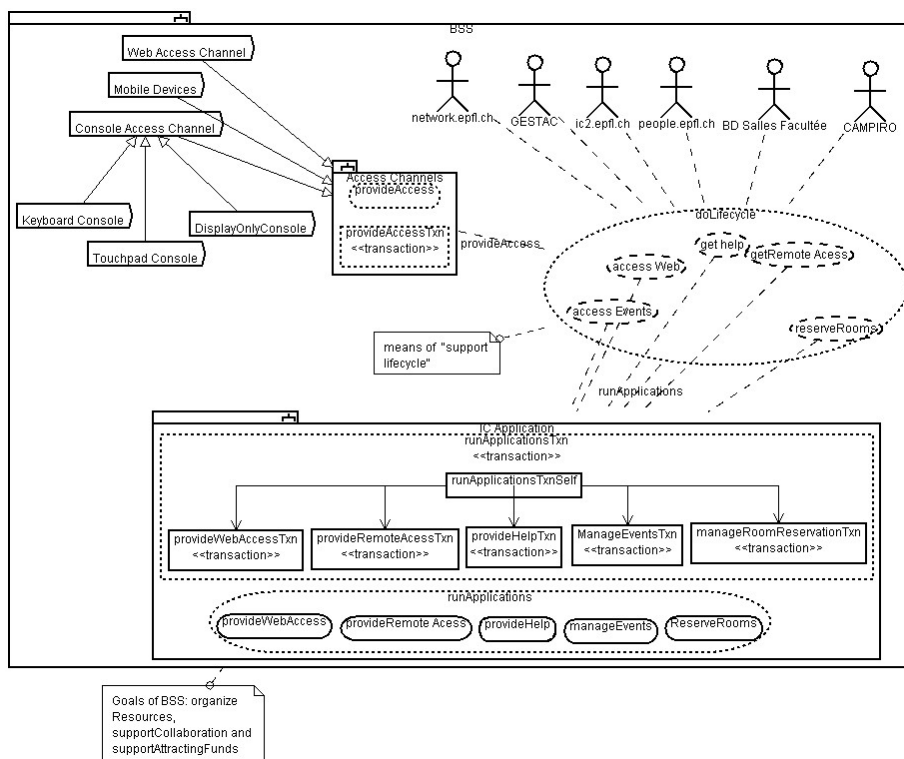 BSS
Web Access Channel
Mobile Devices
Console Access Channel
Keyboard Console
Touchpad Console
DisplayOnlyConsole
Access Channels
provideAccess
provideAccessTxn
<<transaction>>
provideAccess
network.epfl.ch
GESTAC
ic2.epfl.ch
people.epfl.ch
BD Salles Facultée
CAMPIRO
doLifecycle
get help
access Web
getRemote Acess
access Events
reserveRooms
means of "support
lifecycle"
runApplications
IC Application
runApplicationsTxn
<<transaction>>
runApplicationsTxnSelf
provideWebAccessTxn
<<transaction>>
provideRemoteAcessTxn
<<transaction>>
provideHelpTxn
<<transaction>>
ManageEventsTxn
<<transaction>>
manageRoomReservationTxn
<<transaction>>
runApplications
provideWebAccess
provideRemote Acess
provideHelp
manageEvents
ReserveRooms
Goals of BSS: organize
Resources,
supportCollaboration and
supportAttractingFunds